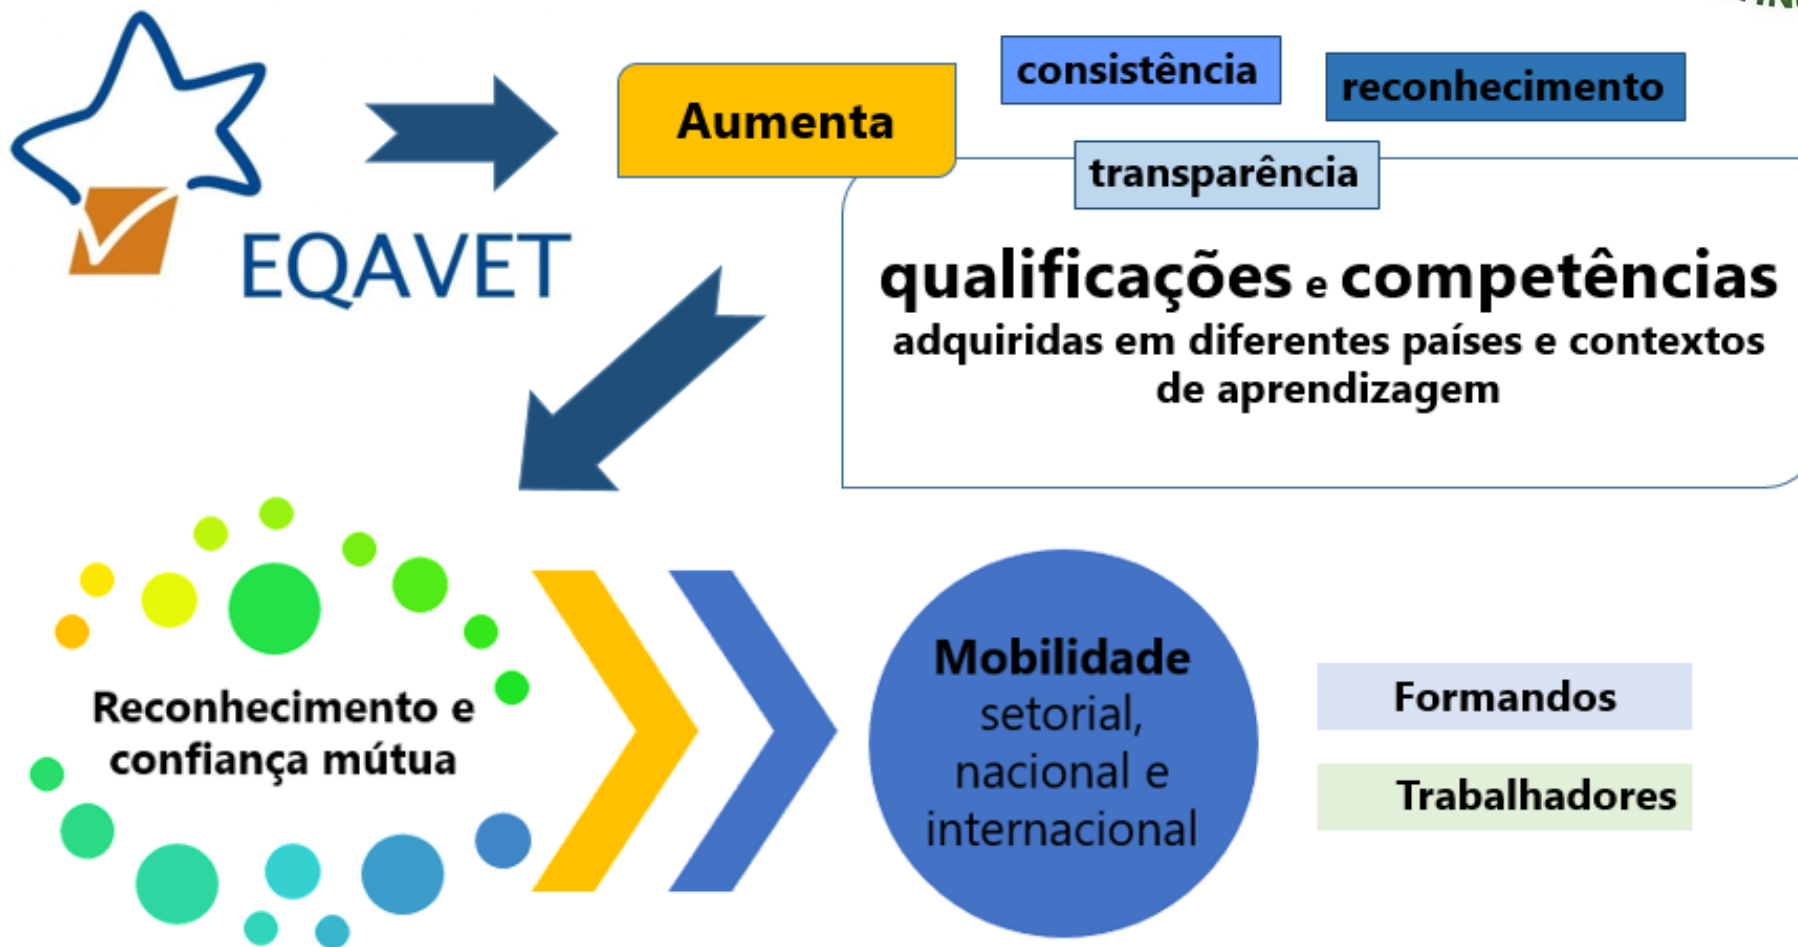 EQAVET
Aumenta
consistência
reconhecimento
transparência
qualificações e competências
adquiridas em diferentes países e contextos
de aprendizagem
Reconhecimento e
confiança mútua
Mobilidade
setorial,
nacional e
internacional
Formandos
Trabalhadores